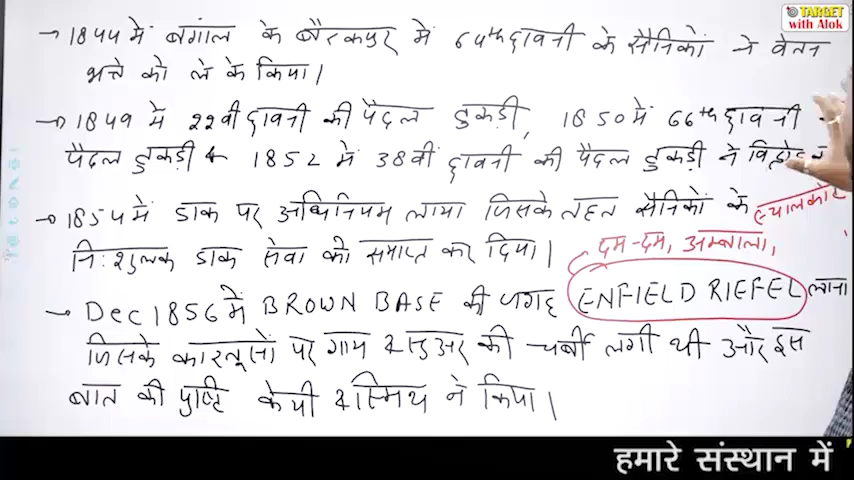 TARGET
with Alok
→ 1844 में बंगाल के बैरकपुर में 64th छावनी के सैनिकों ने वेतन
भत्ते को ले के किया।
→ 1849 में 22वी छावनी की पैदल टुकड़ी, 1850 में 66th छावनी
पैदल टुकड़ी & 1852 में 38वी छावनी की पैदल टुकड़ी ने
→ 1854 में डाक पर अधिनियम लाया जिसके तहत सैनिकों के स्यालकोट
निःशुल्क डाक सेवा को समाप्त कर दिया। दम-दम, अम्बाला,
→ Dec 1856 में BROWN BASE की जगह ENFIELD RIEFEL लाना
जिसके कारतूसों पर गाय & सुअर की चर्बी लगी थी और इस
बात की पुष्टि केयी & स्मिथ ने किया।
हमारे संस्थान में